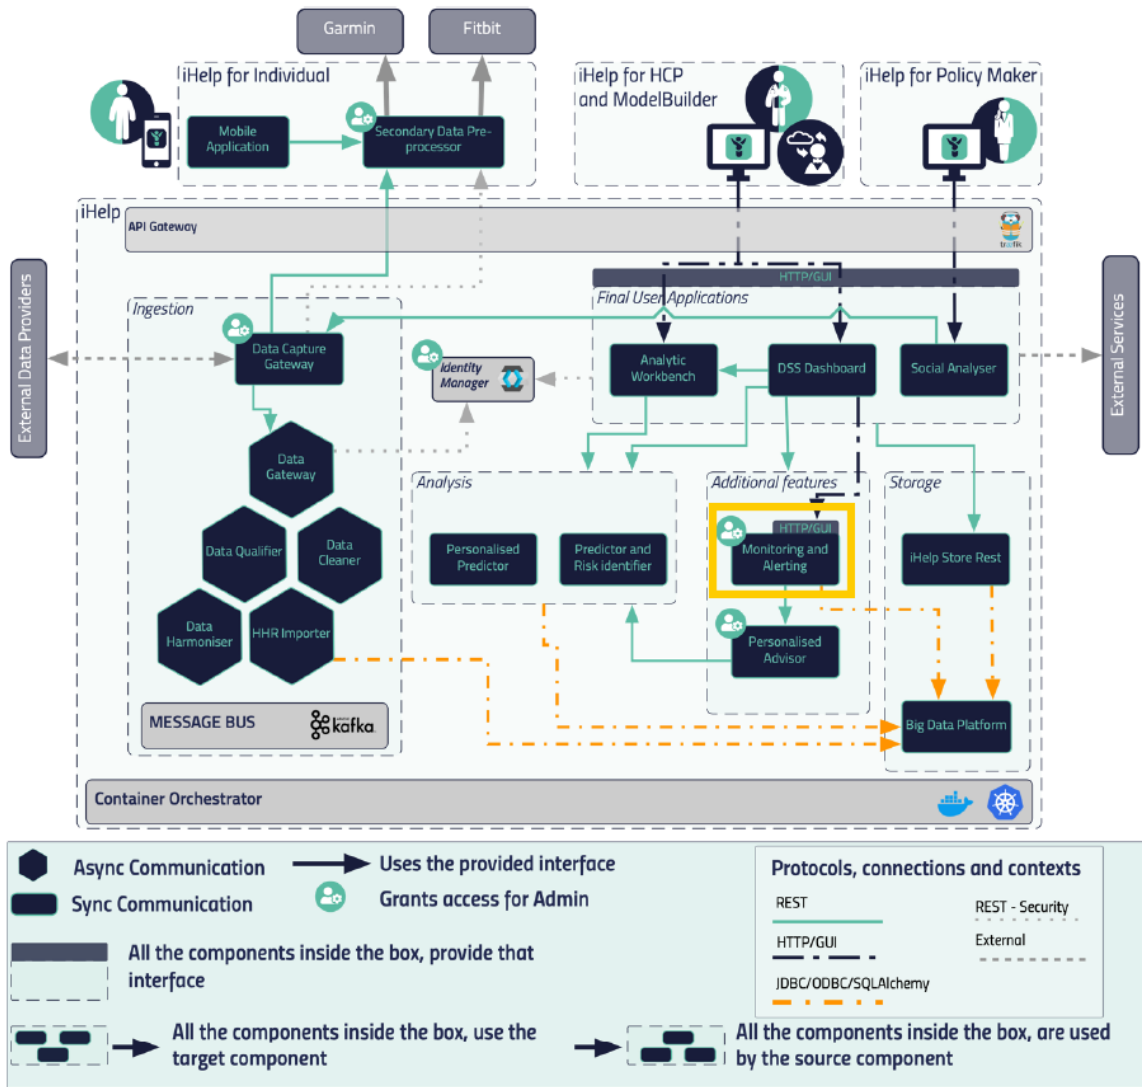 Garmin
Fitbit
iHelp for Individual
iHelp for HCP
and ModelBuilder
iHelp for Policy Maker
Mobile
Application
Secondary Data Pre-
processor
iHelp
API Gateway
træfik
External Data Providers
External Services
HTTP/GUI
Ingestion
Final User Applications
Data Capture
Gateway
Identity
Manager
Analytic
Workbench
DSS Dashboard
Social Analyser
Data
Gateway
Analysis
Additional features
Storage
Data Qualifier
Data
Cleaner
Personalised
Predictor
Predictor and
Risk identifier
HTTP/GUI
Monitoring and
Alerting
iHelp Store Rest
Data
Harmoniser
HHR Importer
Personalised
Advisor
MESSAGE BUS
kafka
Big Data Platform
Container Orchestrator
Async Communication
Uses the provided interface
Sync Communication
Grants access for Admin
All the components inside the box, provide that
interface
All the components inside the box, use the
target component
Protocols, connections and contexts
REST
REST - Security
HTTP/GUI
External
JDBC/ODBC/SQLAlchemy
All the components inside the box, are used
by the source component